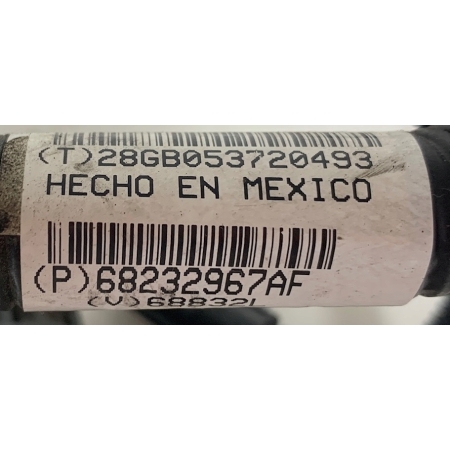 (T)28GB053720493
HECHO EN MEXICO
(P)68232967AF